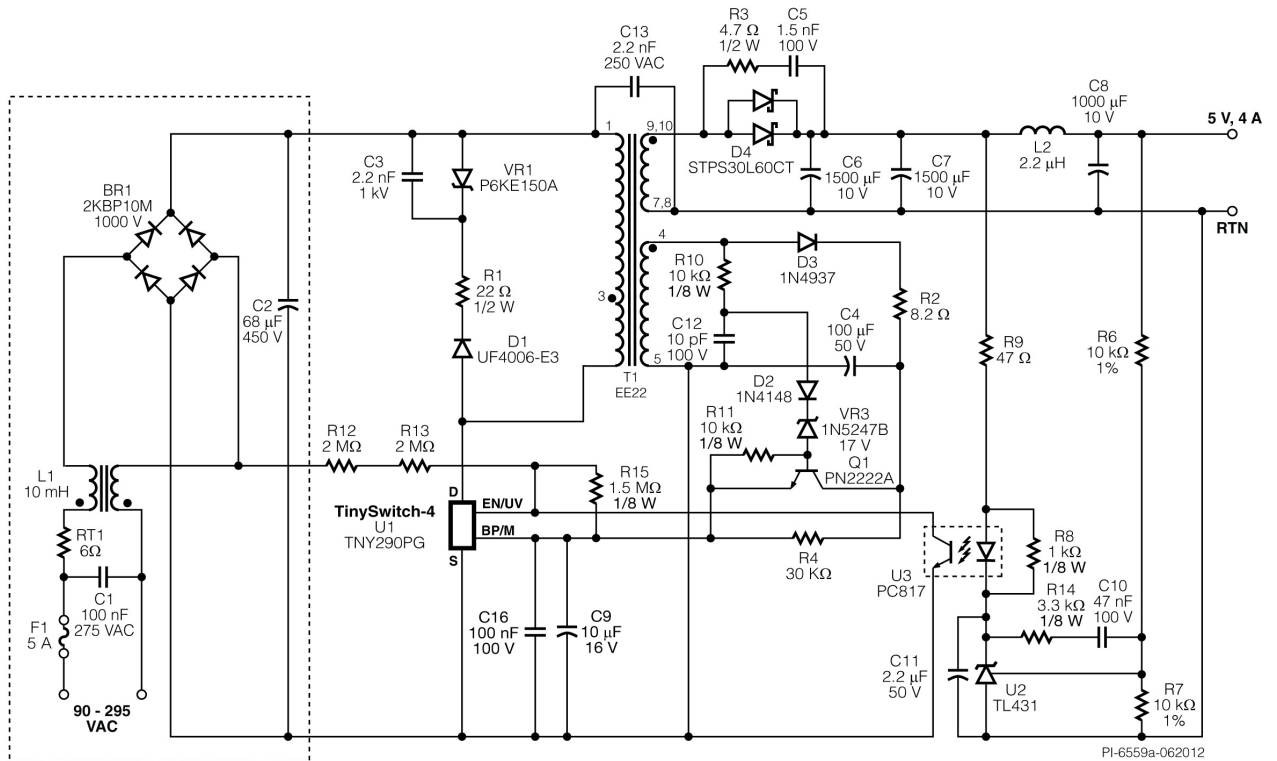 R3
4.7 Ω
1/2 W
C5
1.5 nF
100 V
C13
2.2 nF
250 VAC
C8
1000 µF
10 V
5 V, 4 A
1
9,10
D4
STPS30L60CT
L2
2.2 µH
C3
2.2 nF
1 kV
VR1
P6KE150A
C6
1500 µF
10 V
C7
1500 µF
10 V
BR1
2KBP10M
1000 V
7,8
RTN
4
R10
10 kΩ
1/8 W
D3
1N4937
R1
22 Ω
1/2 W
3
R2
8.2 Ω
C2
68 µF
450 V
C12
10 pF
100 V
C4
100 µF
50 V
R9
47 Ω
R6
10 kΩ
1%
D1
UF4006-E3
5
T1
EE22
D2
1N4148
VR3
1N5247B
17 V
R11
10 kΩ
1/8 W
Q1
PN2222A
R12
2 MΩ
R13
2 MΩ
R15
1.5 MΩ
1/8 W
L1
10 mH
D
EN/UV
TinySwitch-4
U1
TNY290PG
BP/M
S
RT1
6Ω
R4
30 KΩ
U3
PC817
R8
1 kΩ
1/8 W
R14
3.3 kΩ
1/8 W
C10
47 nF
100 V
C1
100 nF
275 VAC
F1
5 A
C16
100 nF
100 V
C9
10 µF
16 V
C11
2.2 µF
50 V
U2
TL431
R7
10 kΩ
1%
90 - 295
VAC
PI-6559a-062012